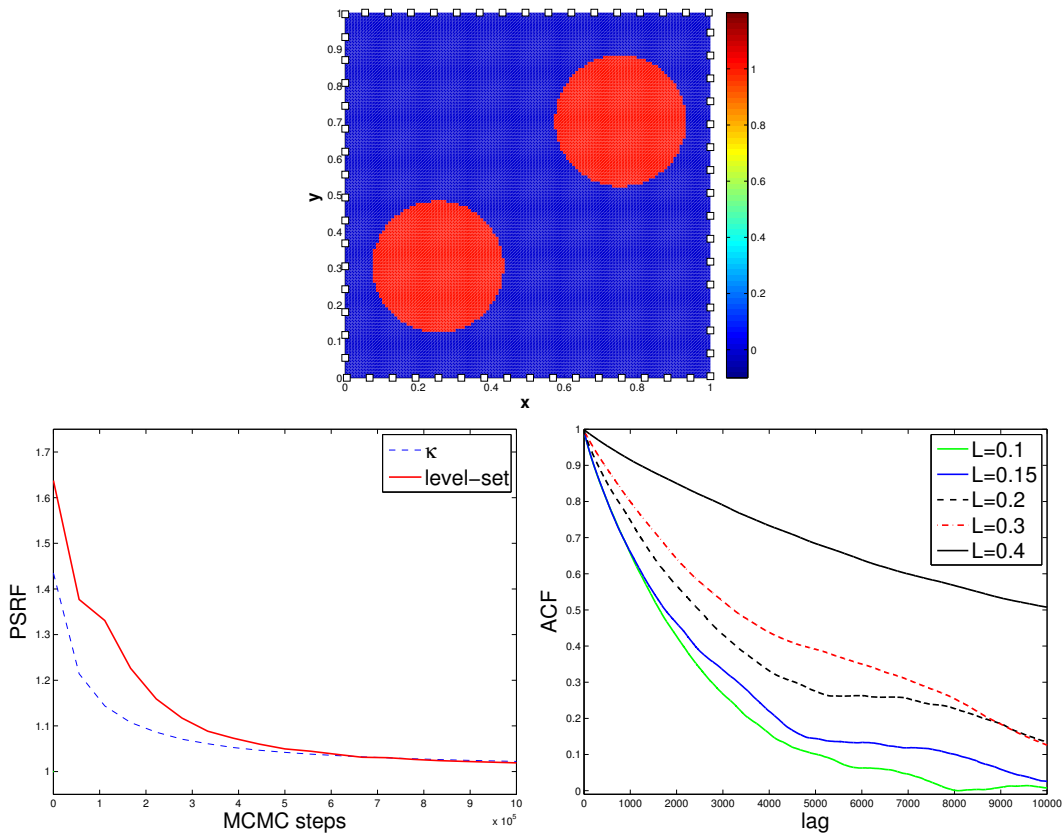 1
0.9
0.8
0.7
0.6
0.5
0.4
0.3
0.2
0.1
0
y
0 0.2 0.4 0.6 0.8 1
x
1
0.8
0.6
0.4
0.2
0
1.7
1.6
1.5
1.4
1.3
1.2
1.1
1
PSRF
κ
level-set
0 1 2 3 4 5 6 7 8 9 10
x 10⁵
MCMC steps
1
0.9
0.8
0.7
0.6
0.5
0.4
0.3
0.2
0.1
0
ACF
L=0.1
L=0.15
L=0.2
L=0.3
L=0.4
0 1000 2000 3000 4000 5000 6000 7000 8000 9000 10000
lag